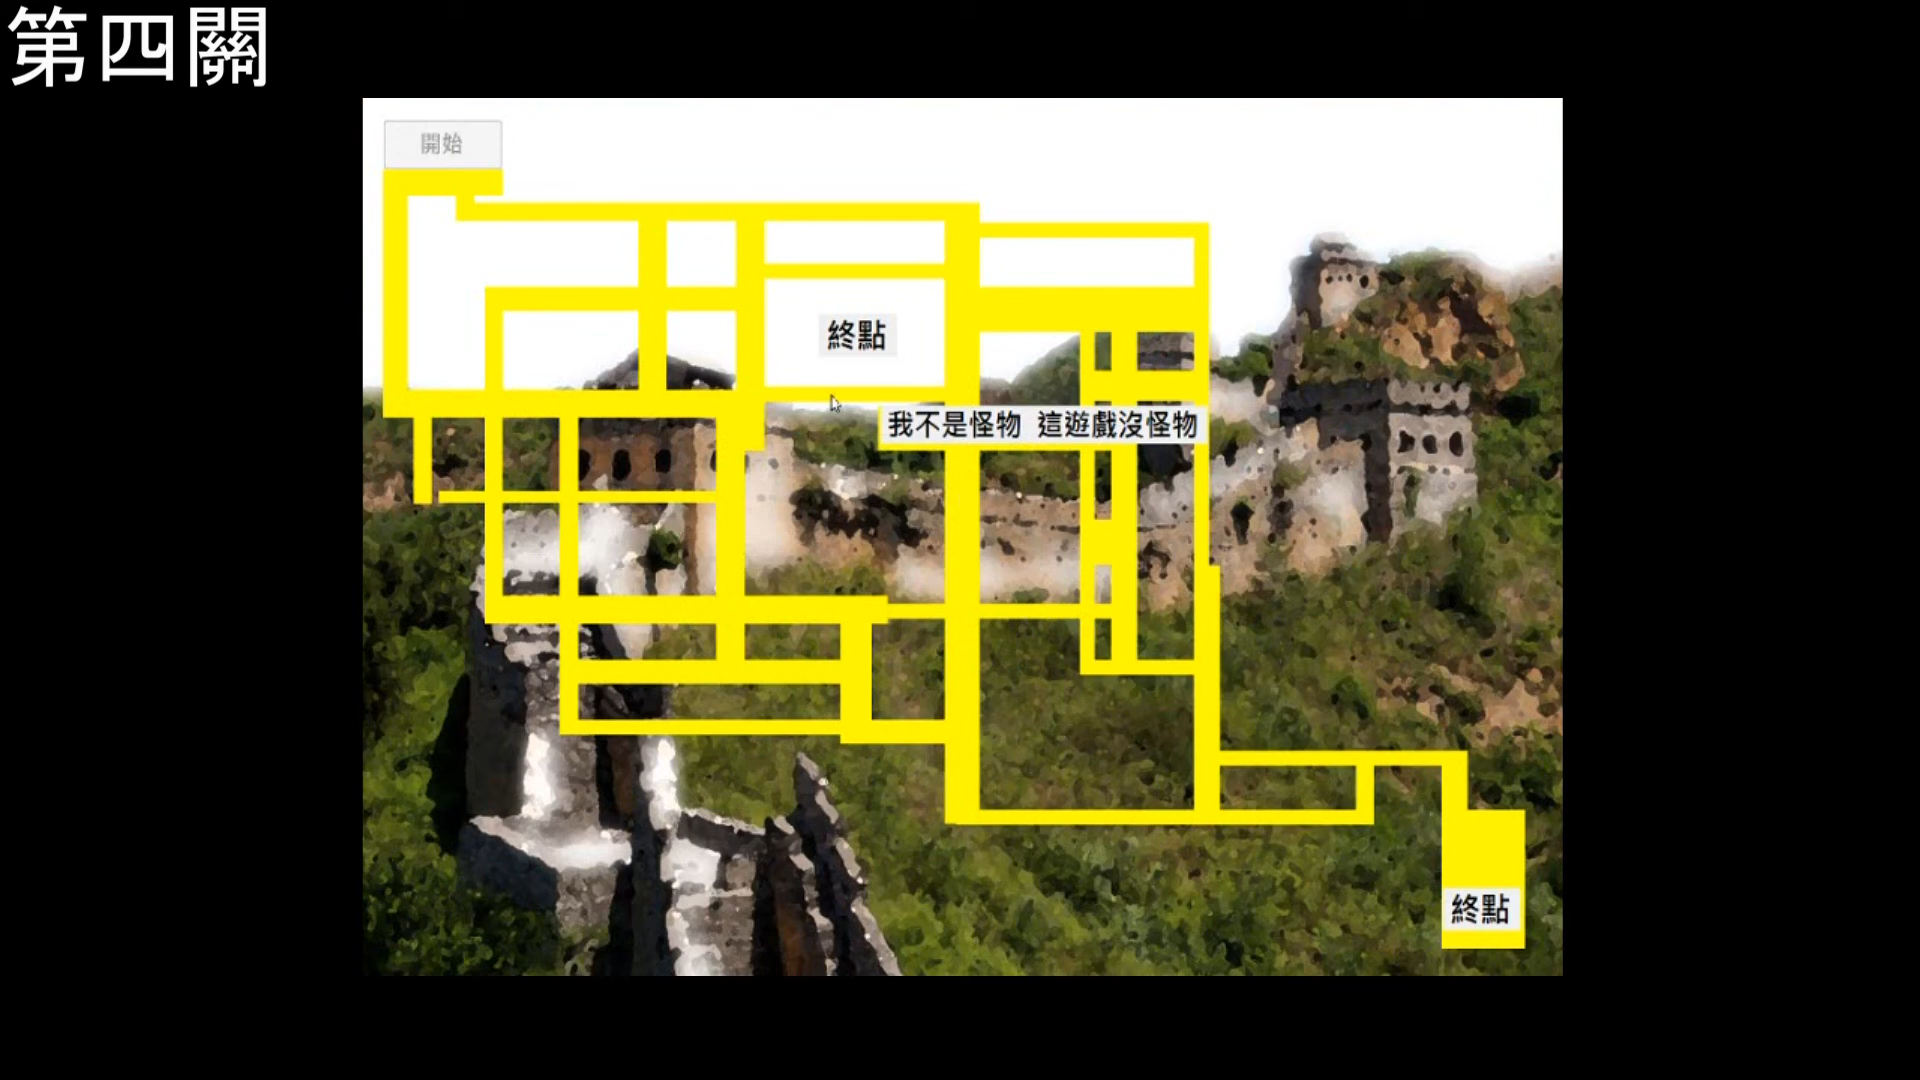 第四關
開始
終點
我不是怪物 這遊戲沒怪物
終點